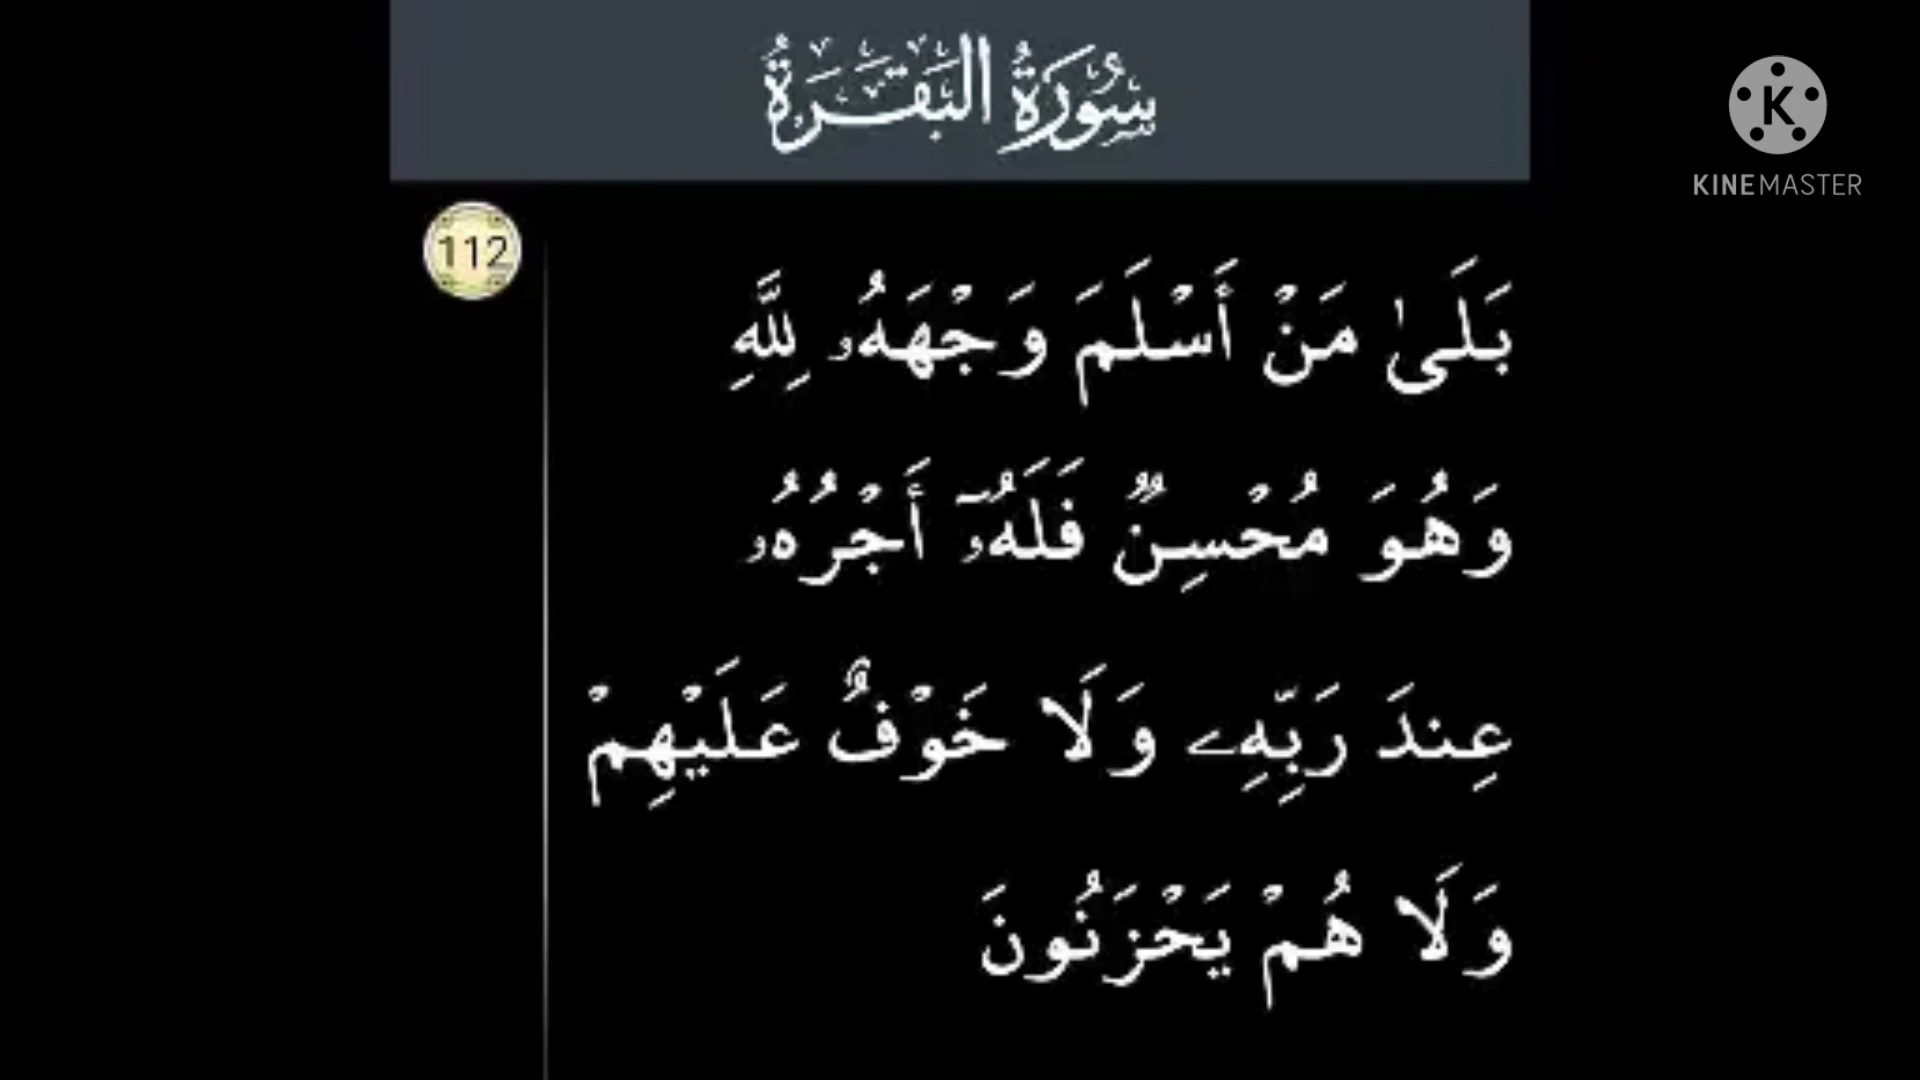 سُورَةُ البَقَرَةِ
KINEMASTER
112
بَلَىٰ مَنْ أَسْلَمَ وَجْهَهُۥ لِلَّهِ
وَهُوَ مُحْسِنٌ فَلَهُۥٓ أَجْرُهُۥ
عِندَ رَبِّهِۦ وَلَا خَوْفٌ عَلَيْهِمْ
وَلَا هُمْ يَحْزَنُونَ